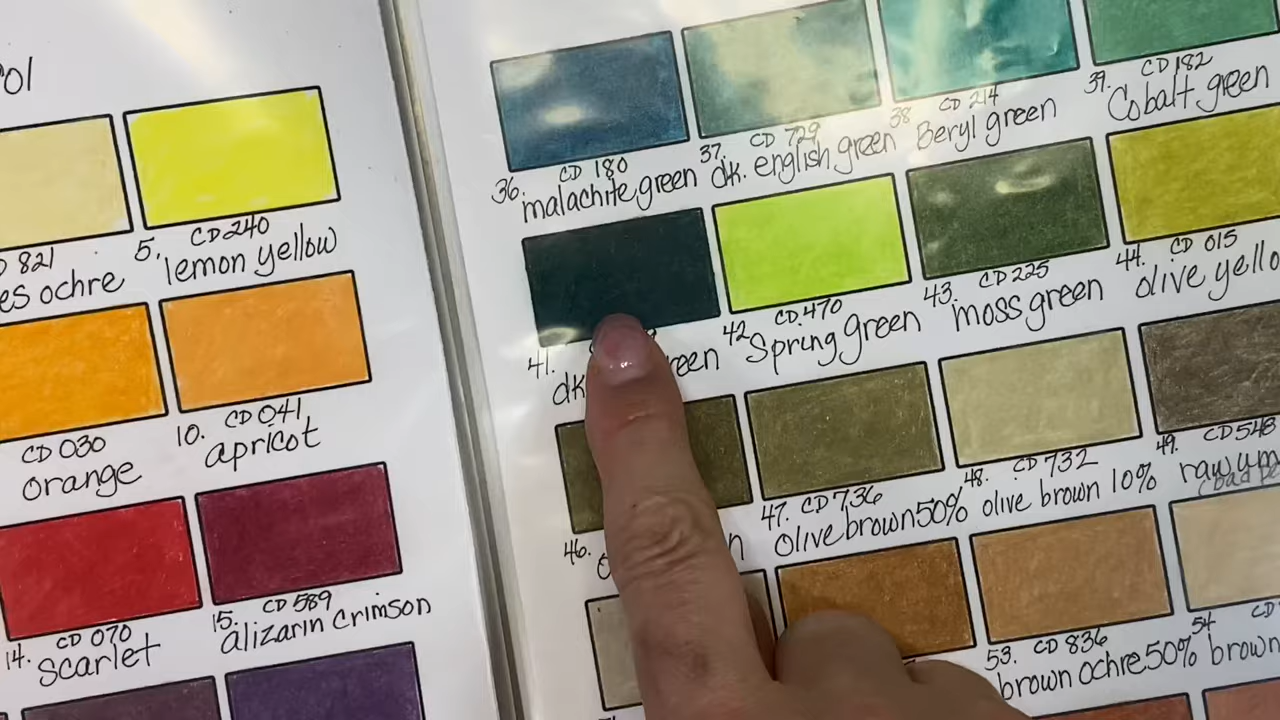 CD 821
5. CD 240
lemon yellow
es ochre
CD 030
orange
10. CD 041
apricot
14. CD 070
scarlet
15. CD 589
alizarin crimson
36. CD 180
malachite green
37. CD 729
dk. english green
38 CD 214
Beryl green
39. CD 182
Cobalt green
41.
dk
reen
42. CD 470
Spring green
43. CD 225
moss green
44. CD 015
olive yello
46.
47. CD 736
olive brown 50%
48. CD 732
olive brown 10%
49. CD 548
raw um
53. CD 836
brown ochre 50%
54 CD
brown